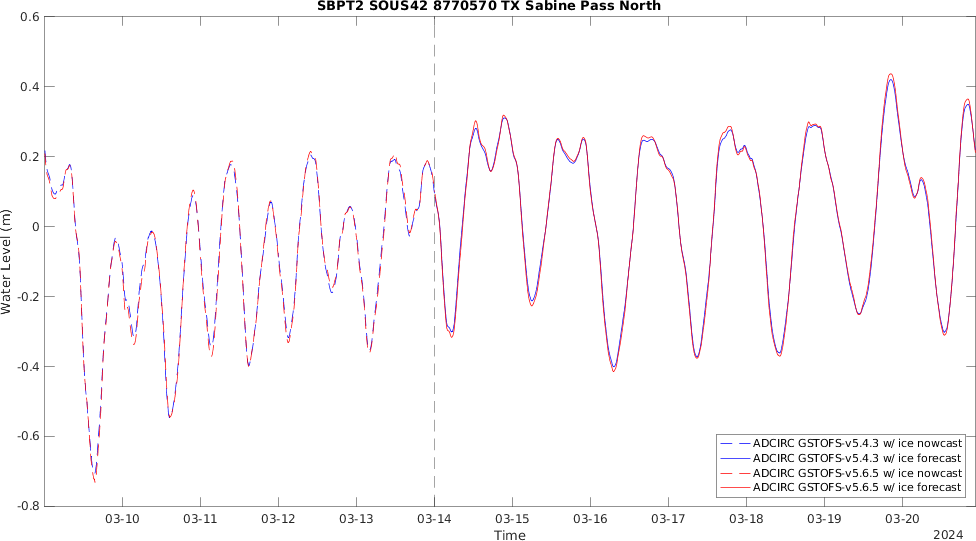 SBPT2 SOUS42 8770570 TX Sabine Pass North
Water Level (m)
0.6
0.4
0.2
0
-0.2
-0.4
-0.6
-0.8
03-10 03-11 03-12 03-13 03-14 03-15 03-16 03-17 03-18 03-19 03-20
Time
2024
ADCIRC GSTOFS-v5.4.3 w/ ice nowcast
ADCIRC GSTOFS-v5.4.3 w/ ice forecast
ADCIRC GSTOFS-v5.6.5 w/ ice nowcast
ADCIRC GSTOFS-v5.6.5 w/ ice forecast